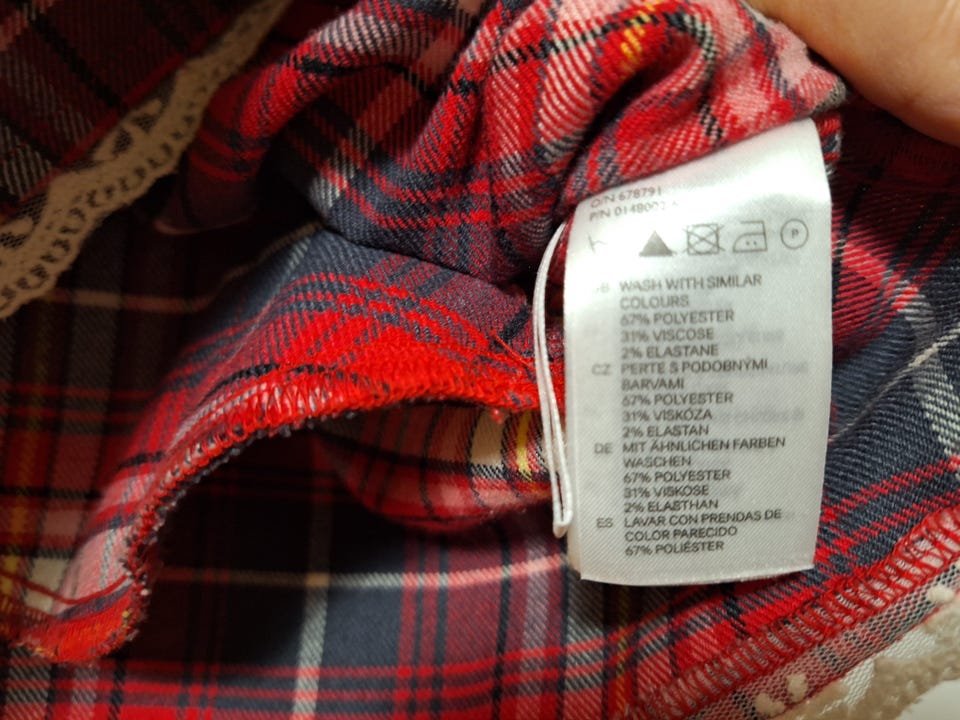 O/N 678791
P/N
P
GB WASH WITH SIMILAR
COLOURS
67% POLYESTER
31% VISCOSE
2% ELASTANE
CZ PERTE S PODOBNÝMI
BARVAMI
67% POLYESTER
31% VISKÓZA
2% ELASTAN
DE MIT ÄHNLICHEN FARBEN
WASCHEN
67% POLYESTER
31% VISKOSE
2% ELASTHAN
ES LAVAR CON PRENDAS DE
COLOR PARECIDO
67% POLIÉSTER